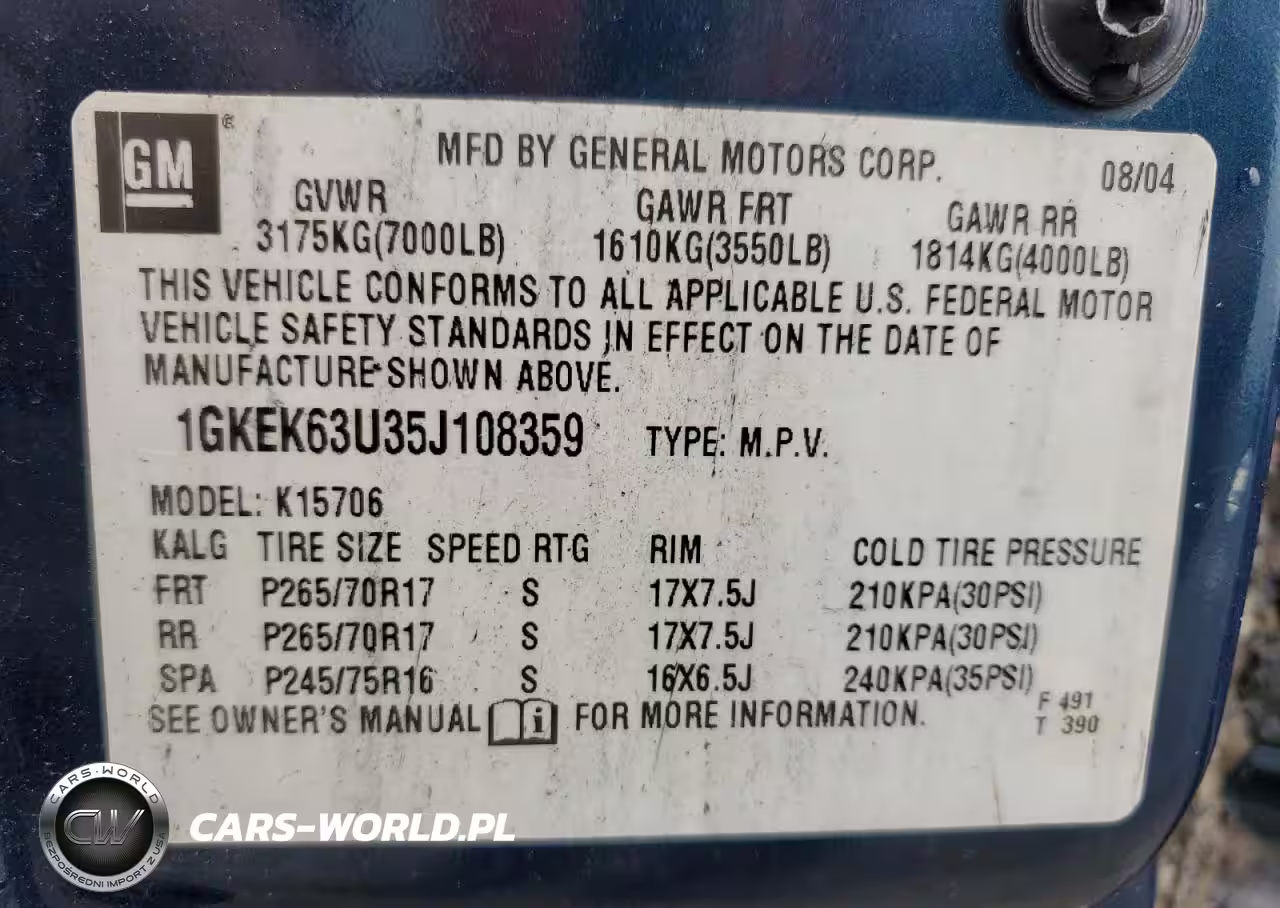 GM®
MFD BY GENERAL MOTORS CORP. 08/04
GVWR GAWR FRT GAWR RR
3175KG(7000LB) 1610KG(3550LB) 1814KG(4000LB)
THIS VEHICLE CONFORMS TO ALL APPLICABLE U.S. FEDERAL MOTOR
VEHICLE SAFETY STANDARDS IN EFFECT ON THE DATE OF
MANUFACTURE SHOWN ABOVE.
1GKEK63U35J108359 TYPE: M.P.V.
MODEL: K15706
KALG TIRE SIZE SPEED RTG RIM COLD TIRE PRESSURE
FRT P265/70R17 S 17X7.5J 210KPA(30PSI)
RR P265/70R17 S 17X7.5J 210KPA(30PSI)
SPA P245/75R16 S 16X6.5J 240KPA(35PSI)
SEE OWNER'S MANUAL i FOR MORE INFORMATION.
F 491
T 390
CARS-WORLD
CW
BEZPOŚREDNI IMPORT Z USA
CARS-WORLD.PL